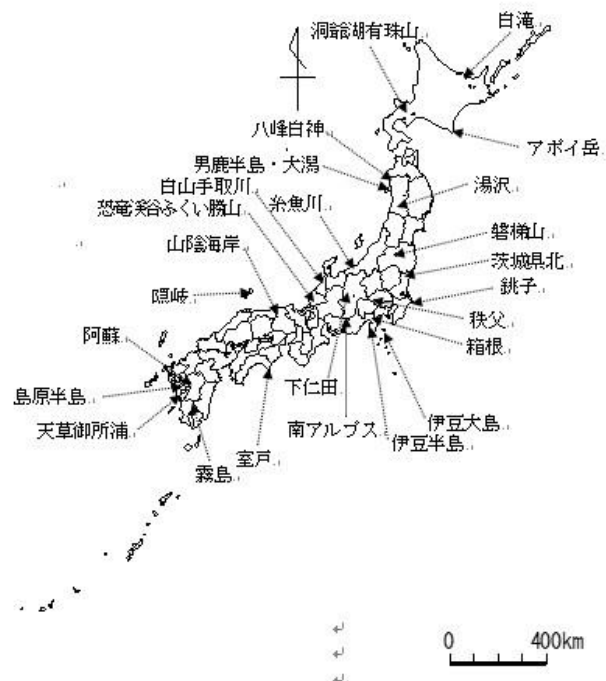 白滝
洞爺湖有珠山
アポイ岳
八峰白神
男鹿半島・大潟
湯沢
白山手取川
糸魚川
恐竜渓谷ふくい勝山
磐梯山
山陰海岸
茨城県北
銚子
隠岐
秩父
阿蘇
箱根
下仁田
島原半島
伊豆大島
南アルプス
天草御所浦
伊豆半島
室戸
霧島
0 400km